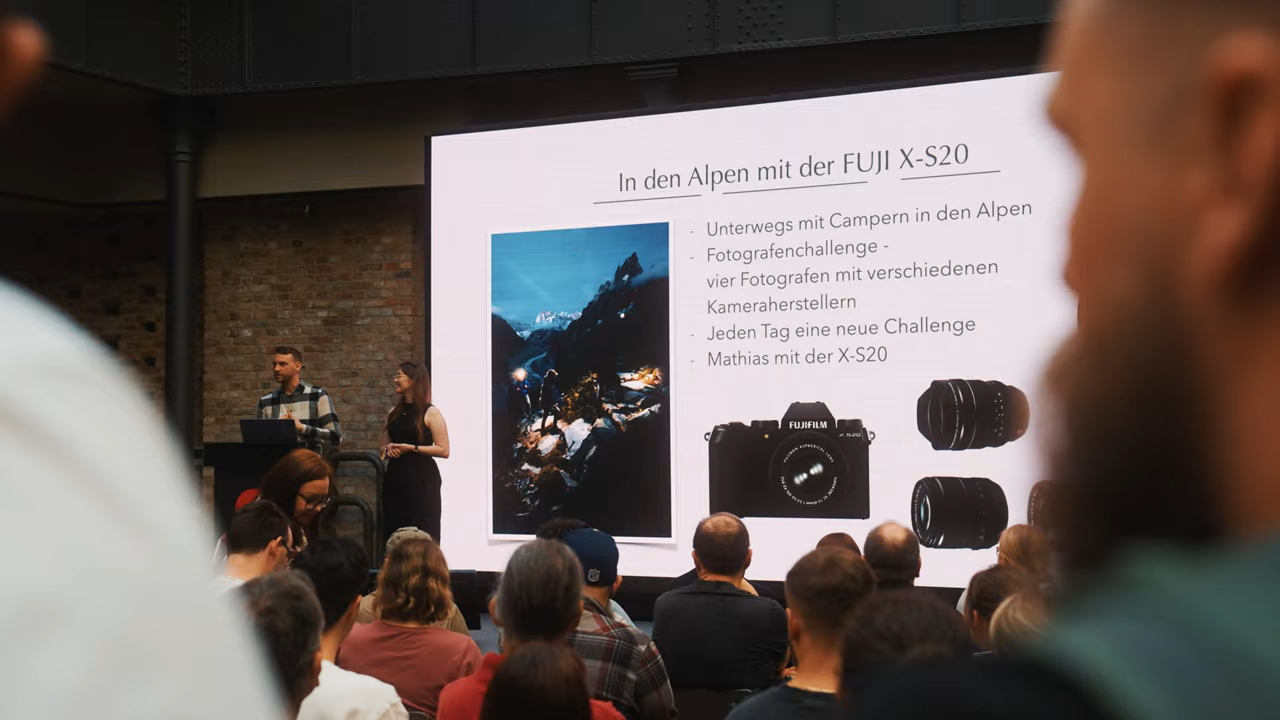 In den Alpen mit der FUJI X-S20
- Unterwegs mit Campern in den Alpen
- Fotografenchallenge -
vier Fotografen mit verschiedenen
Kameraherstellern
- Jeden Tag eine neue Challenge
- Mathias mit der X-S20
FUJIFILM
X-S20